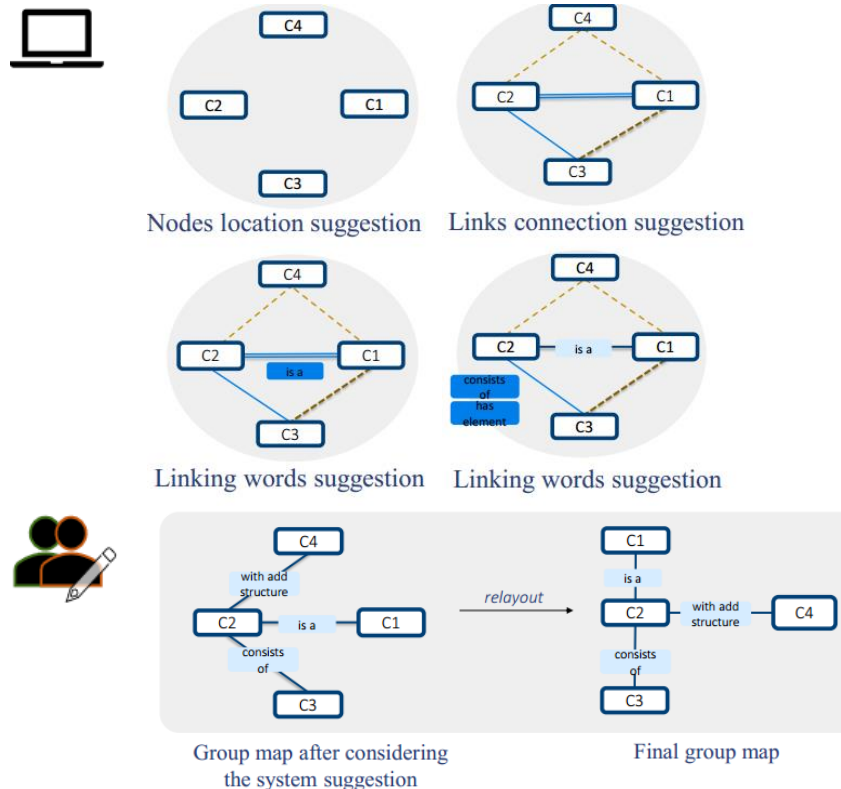 C4
C2
C1
C3
Nodes location suggestion
C4
C2
C1
C3
Links connection suggestion
C4
C2
C1
is a
C3
Linking words suggestion
C4
C2
is a
C1
consists
of
has
element
C3
Linking words suggestion
C4
with add
structure
C2
is a
C1
consists
of
C3
Group map after considering
the system suggestion
relayout
C1
is a
C2
with add
structure
C4
consists
of
C3
Final group map